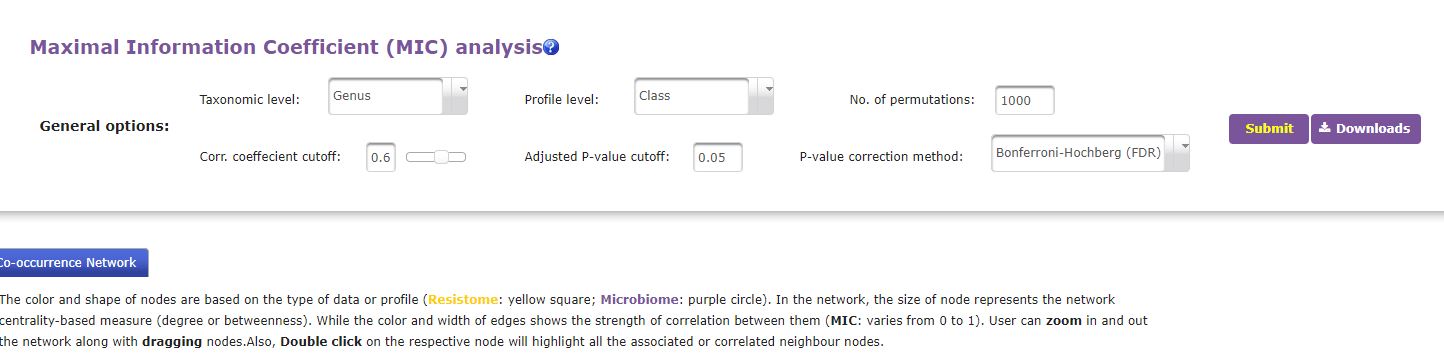 Maximal Information Coefficient (MIC) analysis?
General options:
Taxonomic level: Genus Profile level: Class No. of permutations: 1000
Corr. coeffecient cutoff: 0.6 Adjusted P-value cutoff: 0.05 P-value correction method: Bonferroni-Hochberg (FDR)
Submit Downloads
Co-occurrence Network
The color and shape of nodes are based on the type of data or profile (Resistome: yellow square; Microbiome: purple circle). In the network, the size of node represents the network
centrality-based measure (degree or betweenness). While the color and width of edges shows the strength of correlation between them (MIC: varies from 0 to 1). User can zoom in and out
the network along with dragging nodes.Also, Double click on the respective node will highlight all the associated or correlated neighbour nodes.